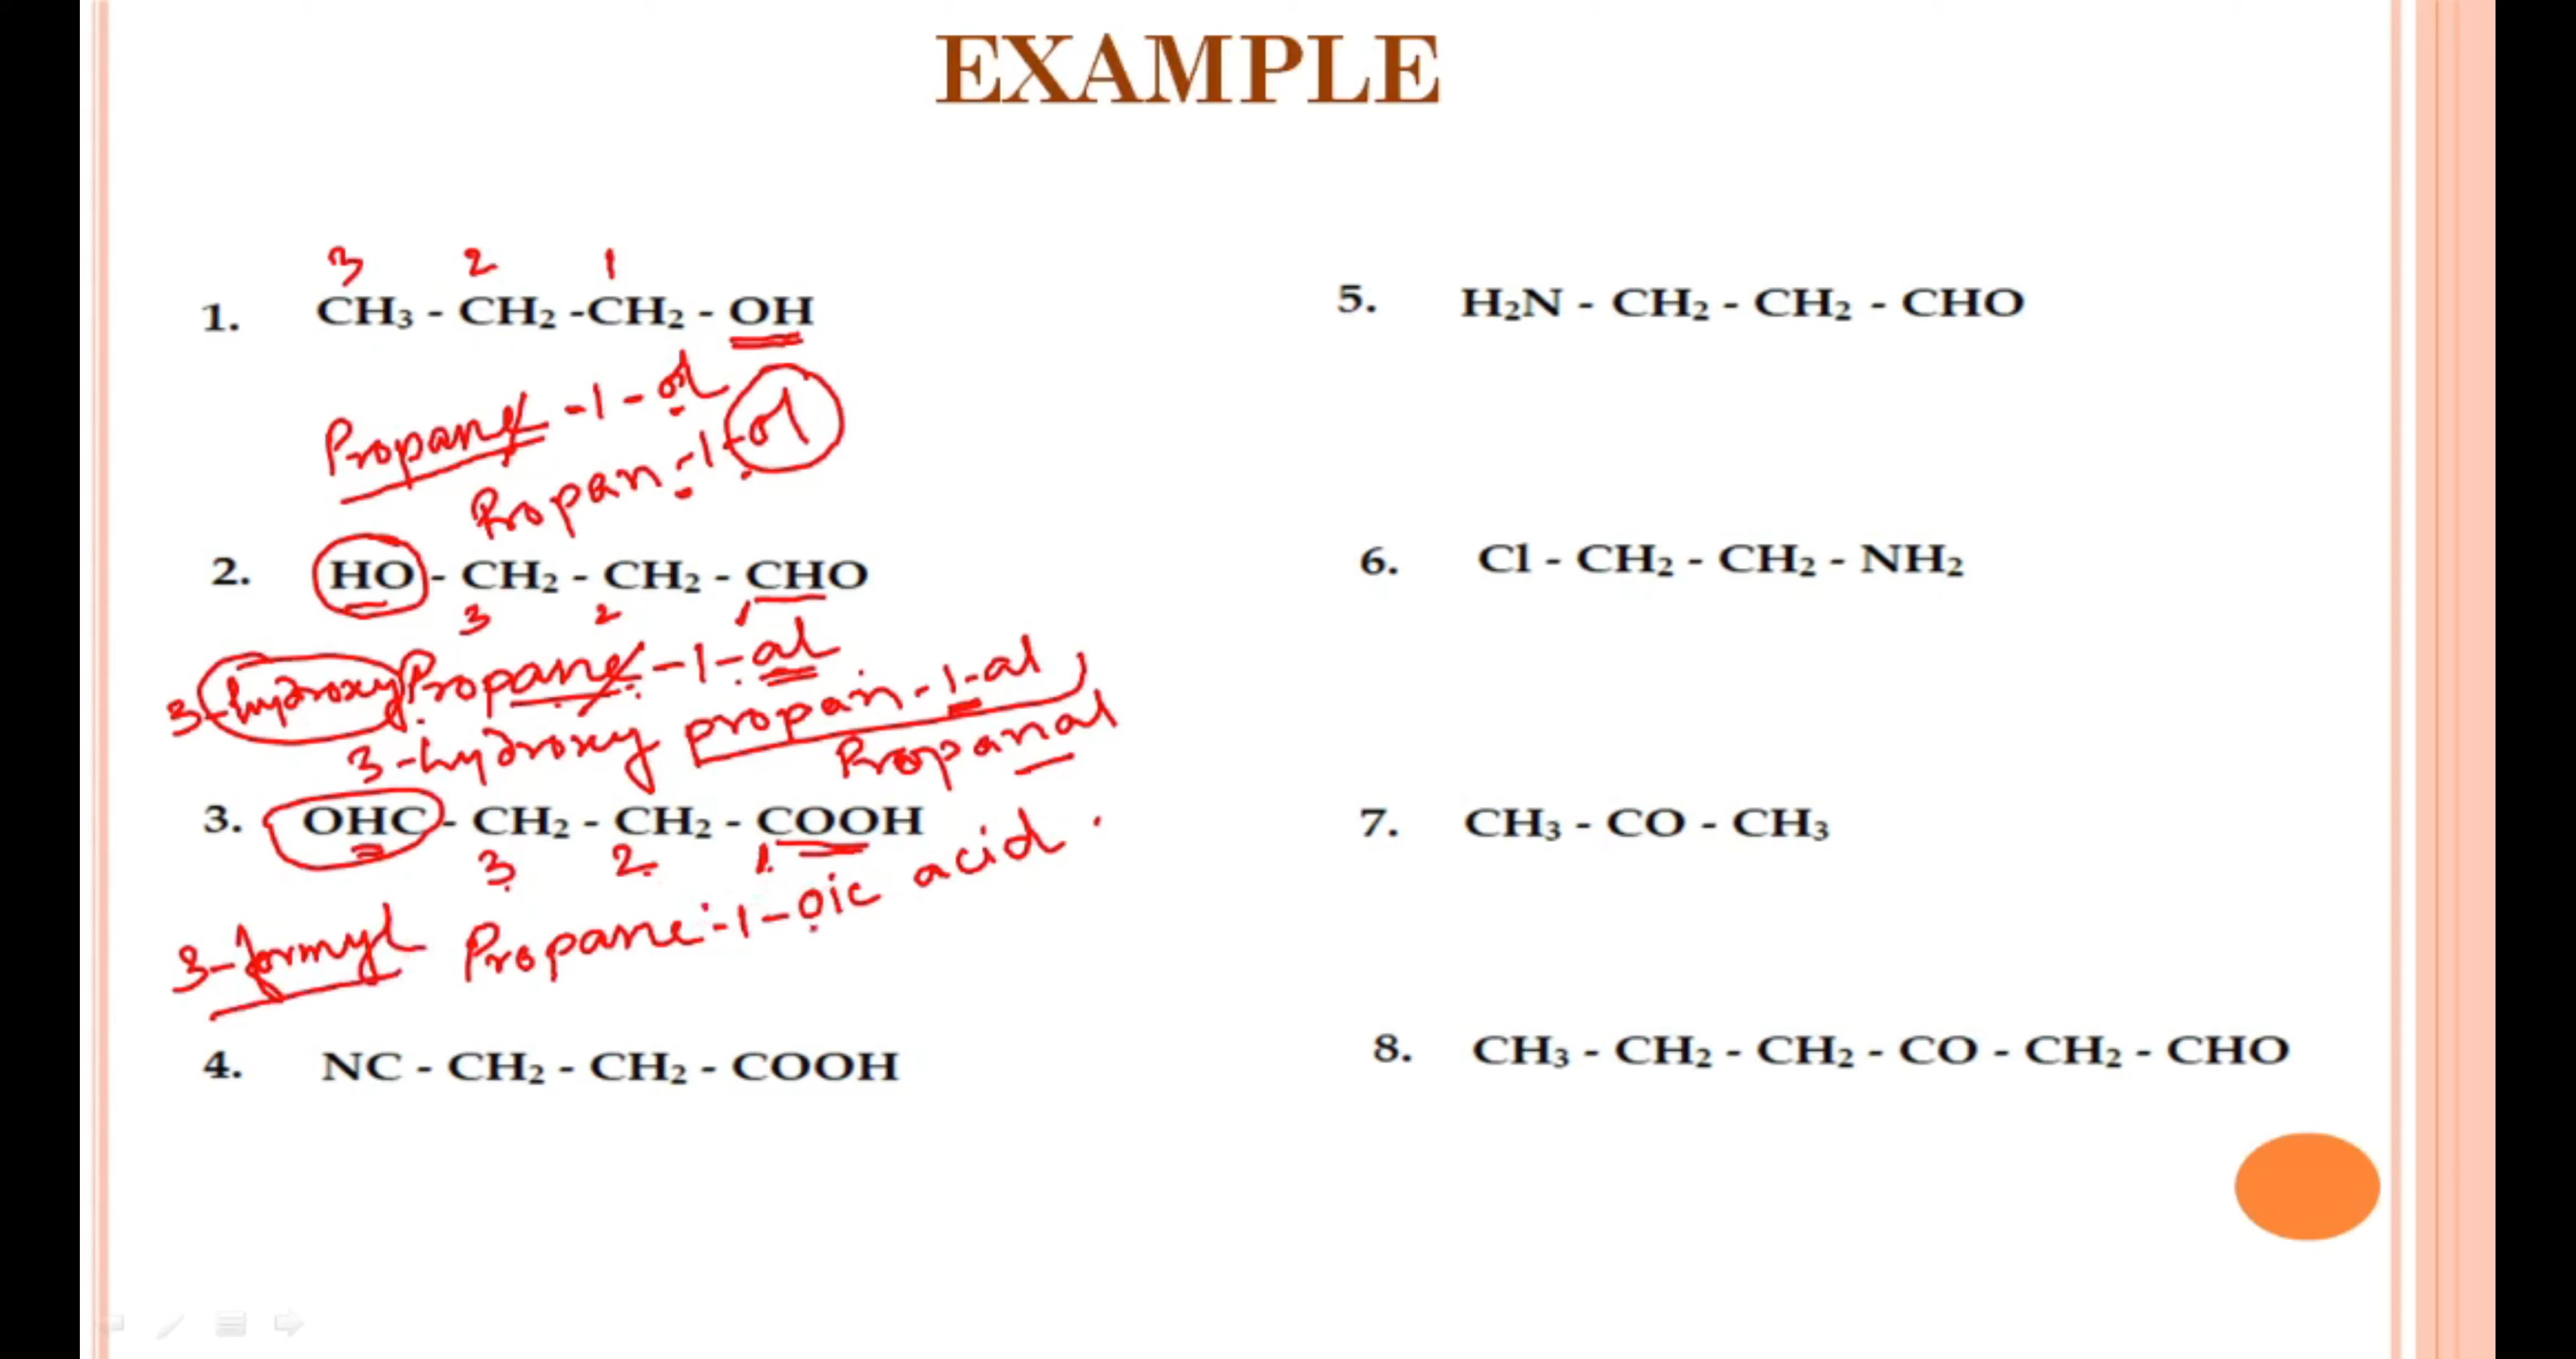 EXAMPLE
3 2 1
1. CH₃ - CH₂ -CH₂ - OH
Propane -1-ol
Propan-1-ol
2. HO - CH₂ - CH₂ - CHO
3 2 1
3-hydroxy Propane-1-al
3-hydroxy propan-1-al
Propanal
3. OHC - CH₂ - CH₂ - COOH
3 2 1
3-formyl Propane-1-oic acid.
4. NC - CH₂ - CH₂ - COOH
5. H₂N - CH₂ - CH₂ - CHO
6. Cl - CH₂ - CH₂ - NH₂
7. CH₃ - CO - CH₃
8. CH₃ - CH₂ - CH₂ - CO - CH₂ - CHO